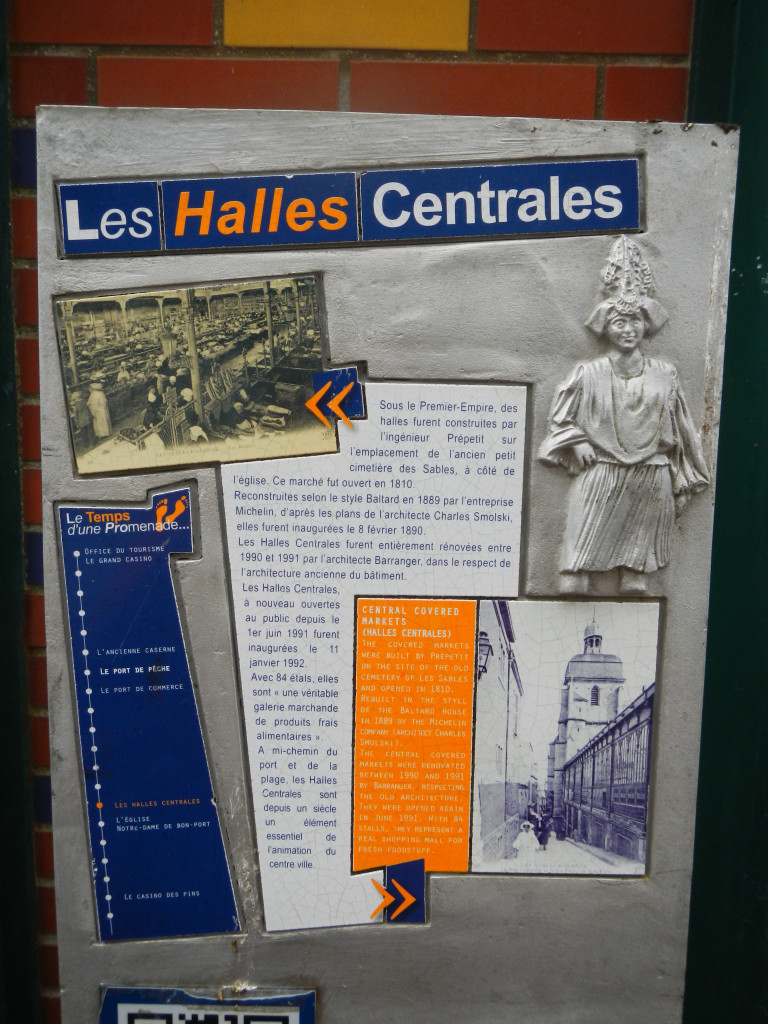 Les Halles Centrales
Sous le Premier-Empire, des
halles furent construites par
l'ingénieur Prépetit sur
l'emplacement de l'ancien petit
cimetière des Sables, à côté de
l'église. Ce marché fut ouvert en 1810.
Reconstruites selon le style Baltard en 1889 par l'entreprise
Michelin, d'après les plans de l'architecte Charles Smolski,
elles furent inaugurées le 8 février 1890.
Les Halles Centrales furent entièrement rénovées entre
1990 et 1991 par l'architecte Barranger, dans le respect de
l'architecture ancienne du bâtiment.
Les Halles Centrales,
à nouveau ouvertes
au public depuis le
1er juin 1991 furent
inaugurées le 11
janvier 1992.
Avec 84 étals, elles
sont « une véritable
galerie marchande
de produits frais
alimentaires ».
A mi-chemin du
port et de la
plage, les Halles
Centrales sont
depuis un siècle
un élément
essentiel de
l'animation du
centre ville.
Le Temps
d'une Promenade...
OFFICE DU TOURISME
LE GRAND CASINO
L'ANCIENNE CASERNE
LE PORT DE PÊCHE
LE PORT DE COMMERCE
LES HALLES CENTRALES
L'ÉGLISE
NOTRE-DAME DE BON-PORT
LE CASINO DES PINS
CENTRAL COVERED
MARKETS
(HALLES CENTRALES)
THE COVERED MARKETS
WERE BUILT BY PRÉPETIT
ON THE SITE OF THE OLD
CEMETERY OF LES SABLES
AND OPENED IN 1810.
REBUILT IN THE STYLE
OF THE BALTARD HOUSE
IN 1889 BY THE MICHELIN
COMPANY (ARCHITECT CHARLES
SMOLSKI).
THE CENTRAL COVERED
MARKETS WERE RENOVATED
BETWEEN 1990 AND 1991
BY BARRANGER, RESPECTING
THE OLD ARCHITECTURE.
THEY WERE OPENED AGAIN
IN JUNE 1991. WITH 84
STALLS, THEY REPRESENT A
REAL SHOPPING MALL FOR
FRESH FOODSTUFF.